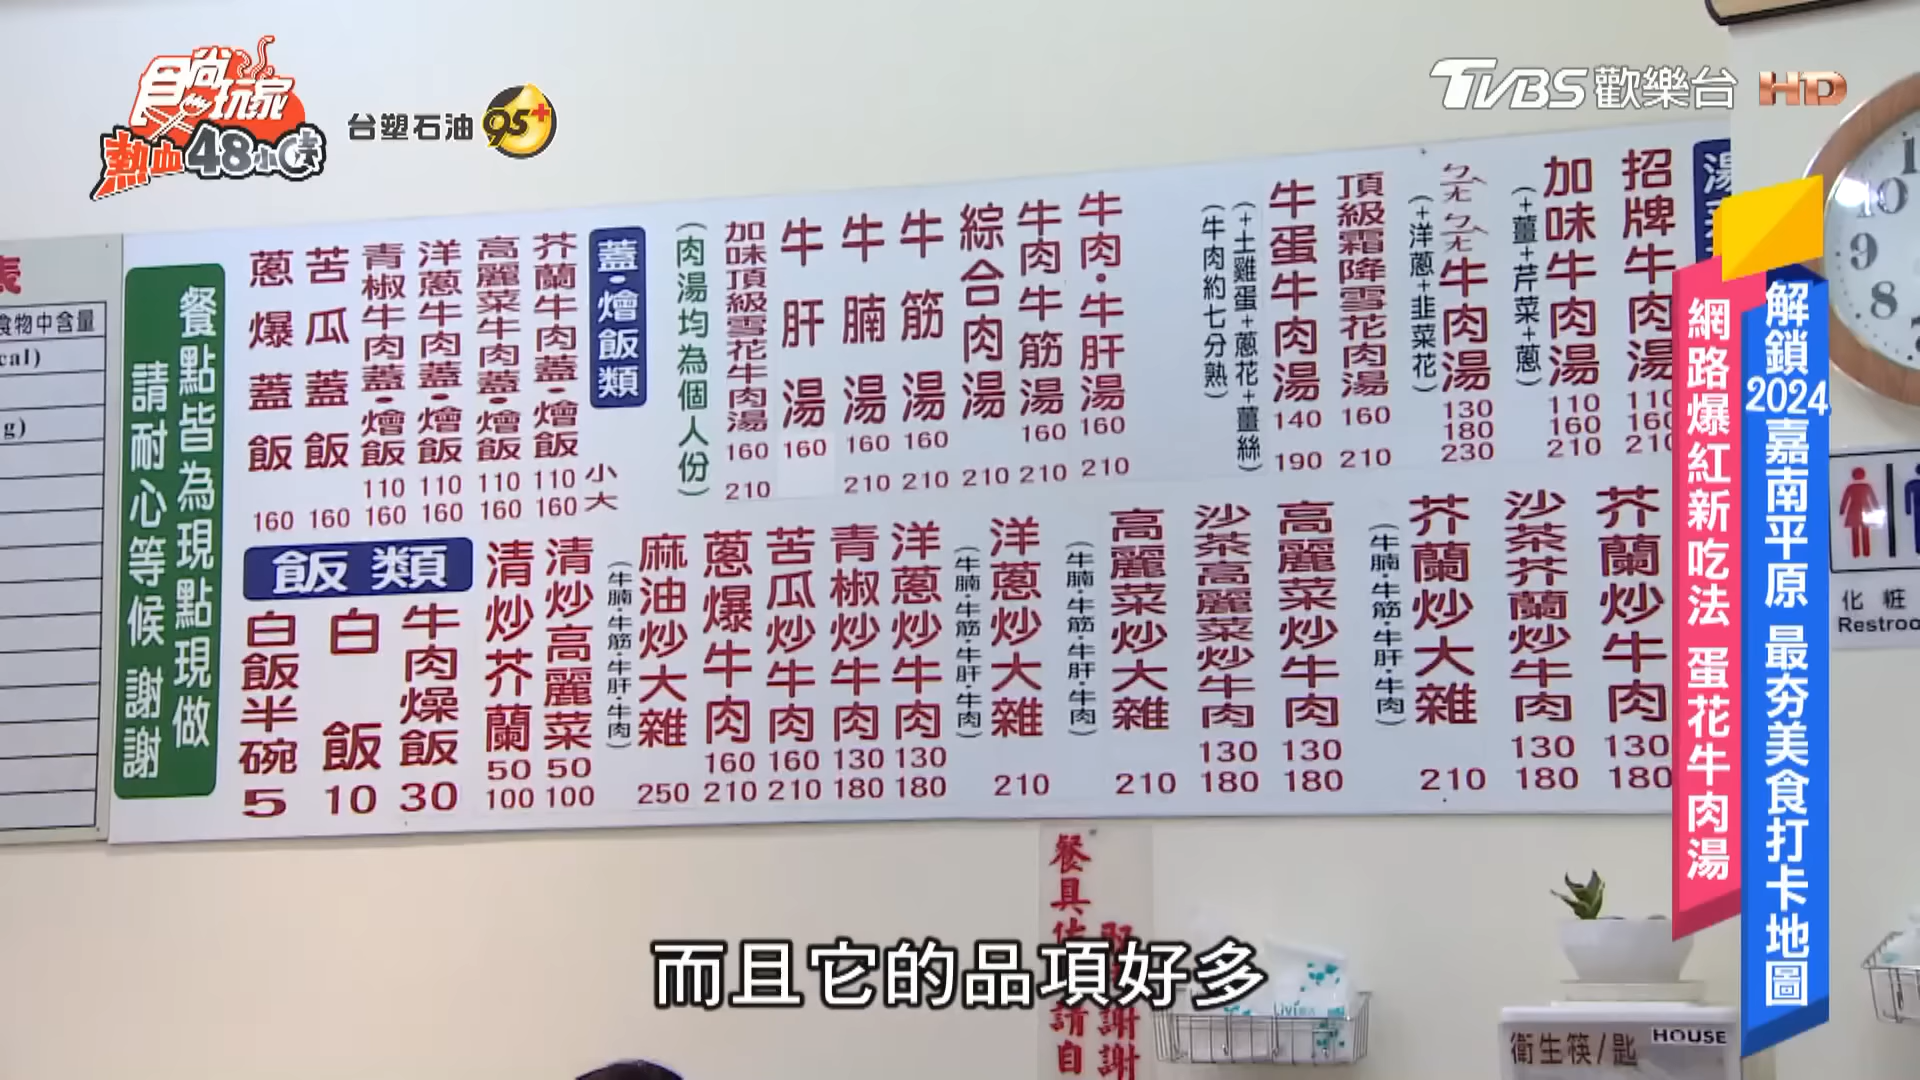 食尚玩家
熱血48小時
台塑石油 95+
TVBS歡樂台 HD
解鎖2024嘉南平原 最夯美食打卡地圖
網路爆紅新吃法 蛋花牛肉湯
招牌牛肉湯 110 160 210
加味牛肉湯 110 160 210
(+薑+芹菜+蔥)
ㄅㄤㄅㄤ牛肉湯 130 180 230
(+洋蔥+韭菜花)
頂級霜降雪花肉湯 160 210
牛蛋牛肉湯 140 190
(+土雞蛋+蔥花+薑絲)
(牛肉約七分熟)
牛肉·牛肝湯 160 210
牛肉牛筋湯 160 210
綜合肉湯 210
牛筋湯 160 210
牛腩湯 160 210
牛肝湯 160
加味頂級雪花牛肉湯 160 210
(肉湯均為個人份)
蓋·燴飯類
小 大
芥蘭牛肉蓋·燴飯 110 160
高麗菜牛肉蓋·燴飯 110 160
洋蔥牛肉蓋·燴飯 110 160
青椒牛肉蓋·燴飯 110 160
苦瓜蓋飯 160
蔥爆蓋飯 160
芥蘭炒牛肉 130 180
沙茶芥蘭炒牛肉 130 180
芥蘭炒大雜 210
(牛腩·牛筋·牛肝·牛肉)
高麗菜炒牛肉 130 180
沙茶高麗菜炒牛肉 130 180
高麗菜炒大雜 210
(牛腩·牛筋·牛肝·牛肉)
洋蔥炒大雜 210
(牛腩·牛筋·牛肝·牛肉)
洋蔥炒牛肉 130 180
青椒炒牛肉 130 180
苦瓜炒牛肉 160 210
蔥爆牛肉 160 210
麻油炒大雜 250
(牛腩·牛筋·牛肝·牛肉)
清炒高麗菜 50 100
清炒芥蘭 50 100
飯類
牛肉燥飯 30
白飯 10
白飯半碗 5
餐點皆為現點現做
請耐心等候 謝謝
表
食物中含量
cal)
g)
10
9
8
化粧
Restroo
餐具
請自
謝謝
Livi
HOUSE
衛生筷/匙
而且它的品項好多